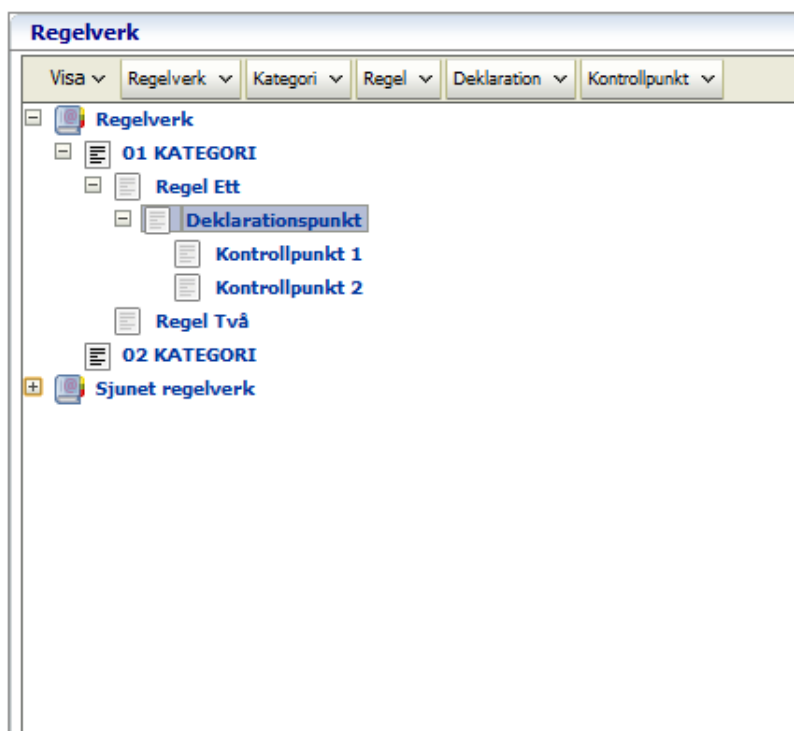 Regelverk
Visa Regelverk Kategori Regel Deklaration Kontrollpunkt
Regelverk
01 KATEGORI
Regel Ett
Deklarationspunkt
Kontrollpunkt 1
Kontrollpunkt 2
Regel Två
02 KATEGORI
Sjunet regelverk